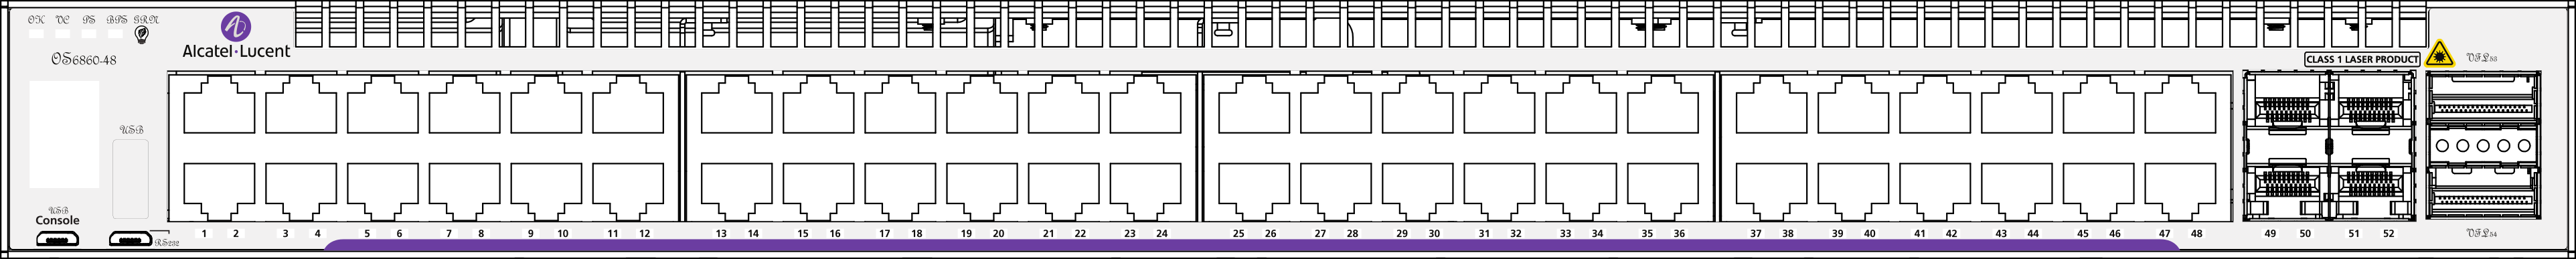 OK VC PS BPS GRN
Alcatel·Lucent
OS6860-48
CLASS 1 LASER PRODUCT
VFL53
USB
USB
Console
RS232
1 2 3 4 5 6 7 8 9 10 11 12 13 14 15 16 17 18 19 20 21 22 23 24 25 26 27 28 29 30 31 32 33 34 35 36 37 38 39 40 41 42 43 44 45 46 47 48 49 50 51 52
VFL54